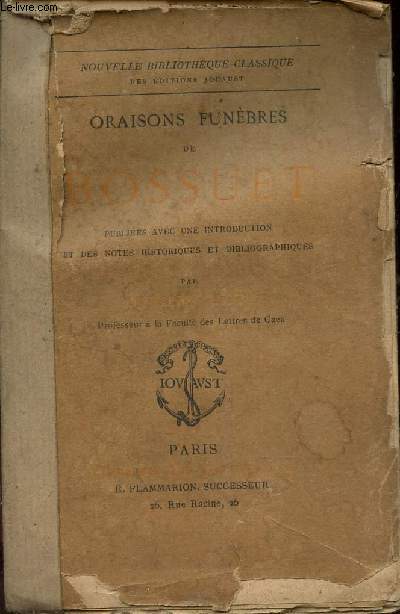 NOUVELLE BIBLIOTHÈQUE CLASSIQUE
DES ÉDITIONS JOUAUST
ORAISONS FUNÈBRES
DE
BOSSUET
PUBLIÉES AVEC UNE INTRODUCTION
ET DES NOTES HISTORIQUES ET BIBLIOGRAPHIQUES
PAR
Professeur à la Faculté des Lettres de Caen
IOVAVST
PARIS
E. FLAMMARION, SUCCESSEUR
26, Rue Racine, 26
www.le-livre.com